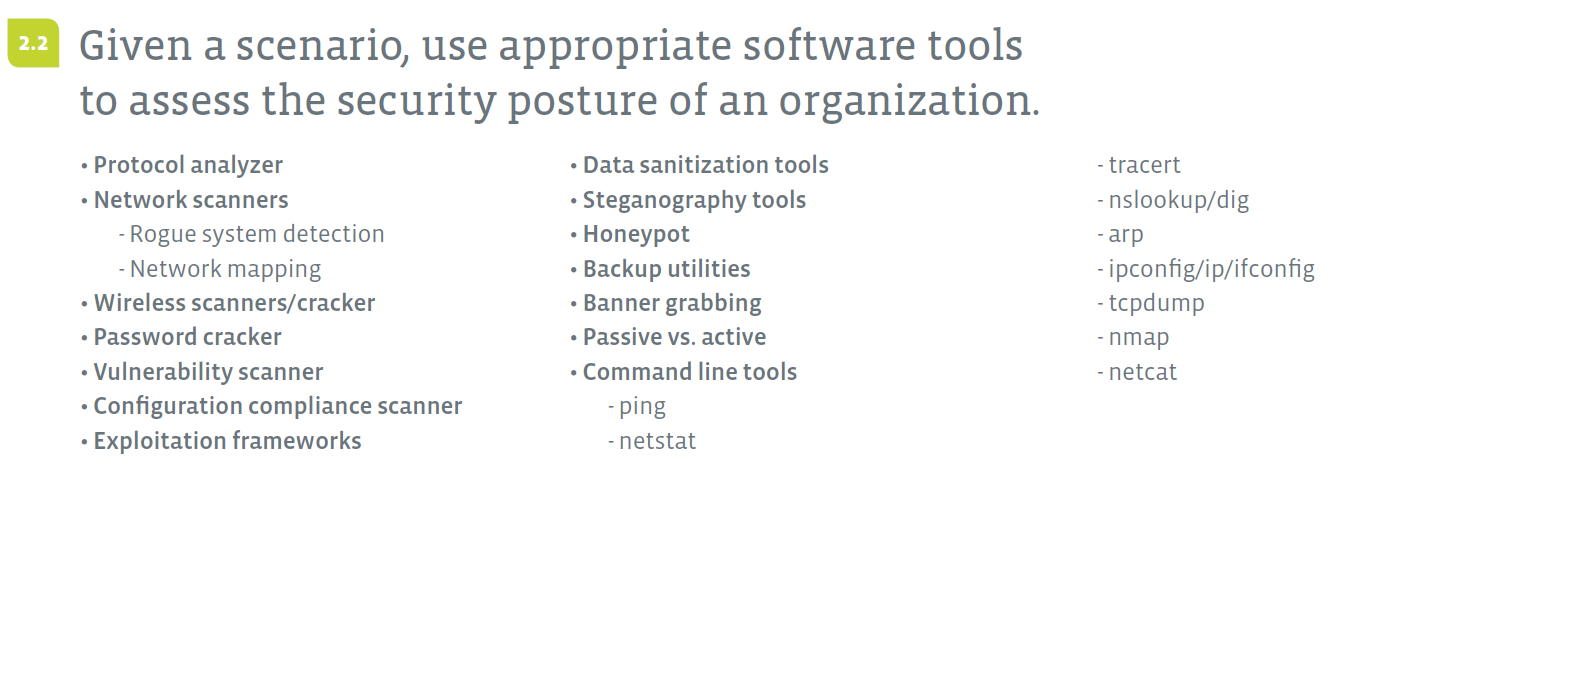 2.2
Given a scenario, use appropriate software tools
to assess the security posture of an organization.
• Protocol analyzer
• Network scanners
- Rogue system detection
- Network mapping
• Wireless scanners/cracker
• Password cracker
• Vulnerability scanner
• Configuration compliance scanner
• Exploitation frameworks
• Data sanitization tools
• Steganography tools
• Honeypot
• Backup utilities
• Banner grabbing
• Passive vs. active
• Command line tools
- ping
- netstat
- tracert
- nslookup/dig
- arp
- ipconfig/ip/ifconfig
- tcpdump
- nmap
- netcat